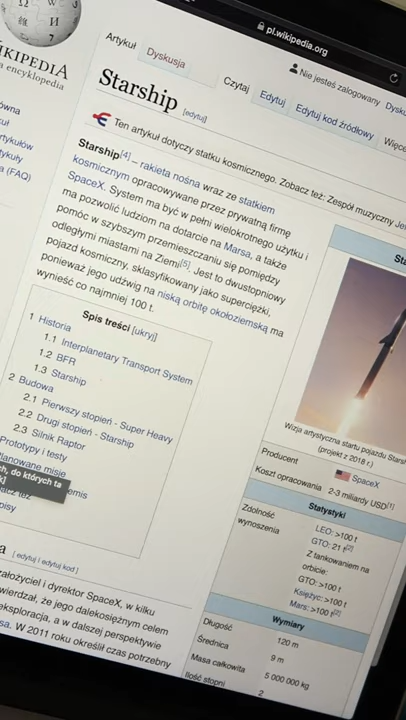 pl.wikipedia.org
WIKIPEDIA
encyklopedia
Artykuł
Dyskusja
Nie jesteś zalogowany
Czytaj
Edytuj
Edytuj kod źródłowy
Starship [edytuj]
Ten artykuł dotyczy statku kosmicznego. Zobacz też: Zespół muzyczny
Starship[4] – rakieta nośna wraz ze statkiem
kosmicznym opracowywane przez prywatną firmę
SpaceX. System ma być w pełni wielokrotnego użytku i
ma pozwolić ludziom na dotarcie na Marsa, a także
pomóc w szybszym przemieszczaniu się pomiędzy
odległymi miastami na Ziemi[5]. Jest to dwustopniowy
pojazd kosmiczny, sklasyfikowany jako superciężki,
ponieważ jego udźwig na niską orbitę okołoziemską ma
wynieść co najmniej 100 t.
(FAQ)
Spis treści [ukryj]
1 Historia
1.1 Interplanetary Transport System
1.2 BFR
1.3 Starship
2 Budowa
2.1 Pierwszy stopień - Super Heavy
2.2 Drugi stopień - Starship
2.3 Silnik Raptor
Prototypy i testy
lanowane misje
ch, do których ta
[ edytuj | edytuj kod ]
założyciel i dyrektor SpaceX, w kilku
twierdzał, że jego dalekosiężnym celem
eksploracja, a w dalszej perspektywie
W 2011 roku określił czas potrzebny
Wizja artystyczna startu pojazdu
(projekt z 2018 r.)
Producent SpaceX
Koszt opracowania 2-3 miliardy USD[1]
Statystyki
Zdolność
wynoszenia
LEO: >100 t
GTO: 21 t[2]
Z tankowaniem na
orbicie:
GTO: >100 t
Księżyc: >100 t
Mars: >100 t[2]
Wymiary
Długość 120 m
Średnica 9 m
Masa całkowita 5 000 000 kg
Ilość stopni 2